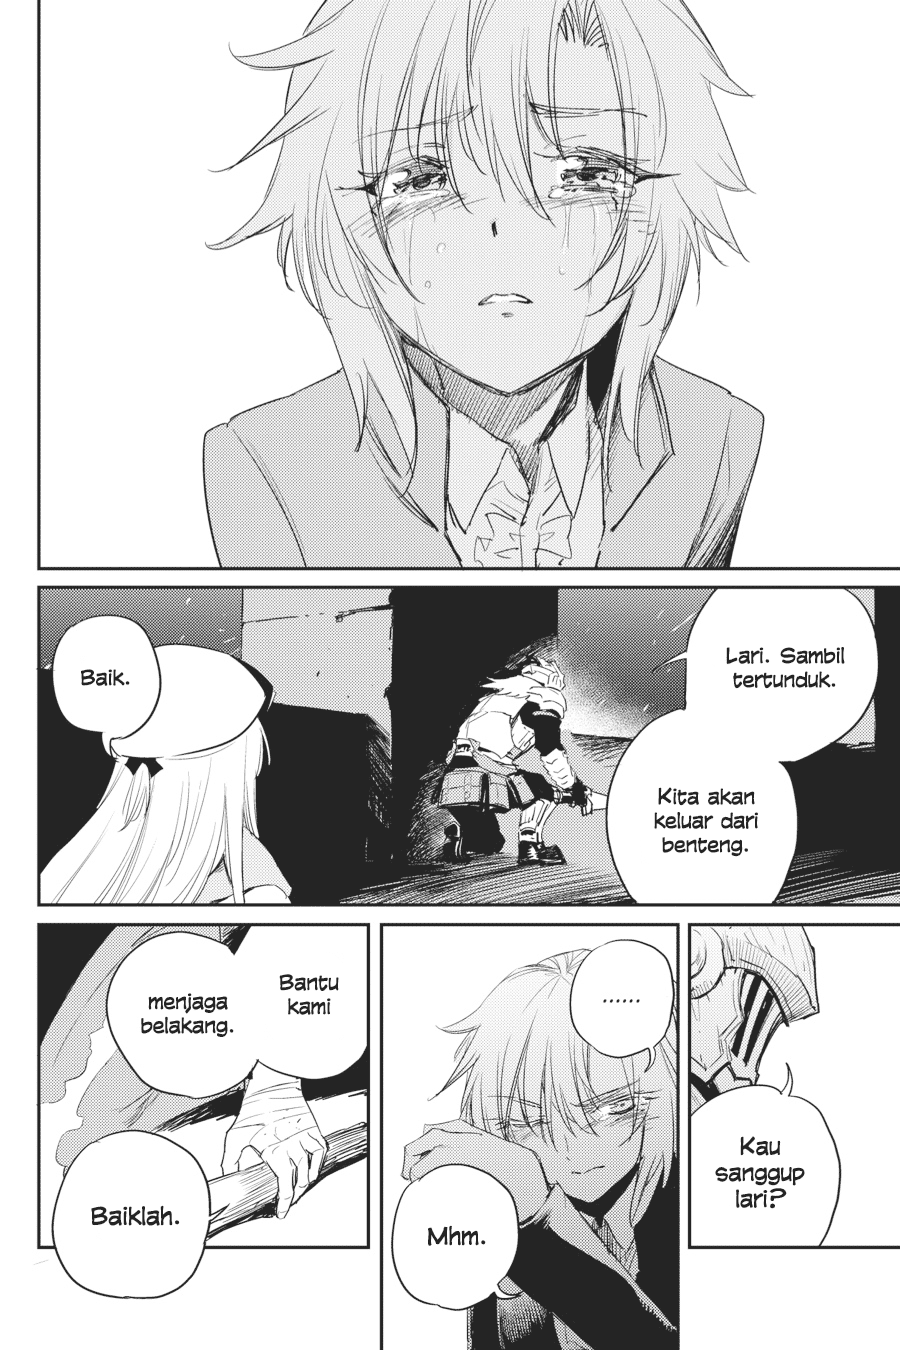 Lari. Sambil
tertunduk.
Kita akan
keluar dari
benteng.
Baik.
Kau
sanggup
lari?
......
Mhm.
Bantu
kami
menjaga
belakang.
Baiklah.